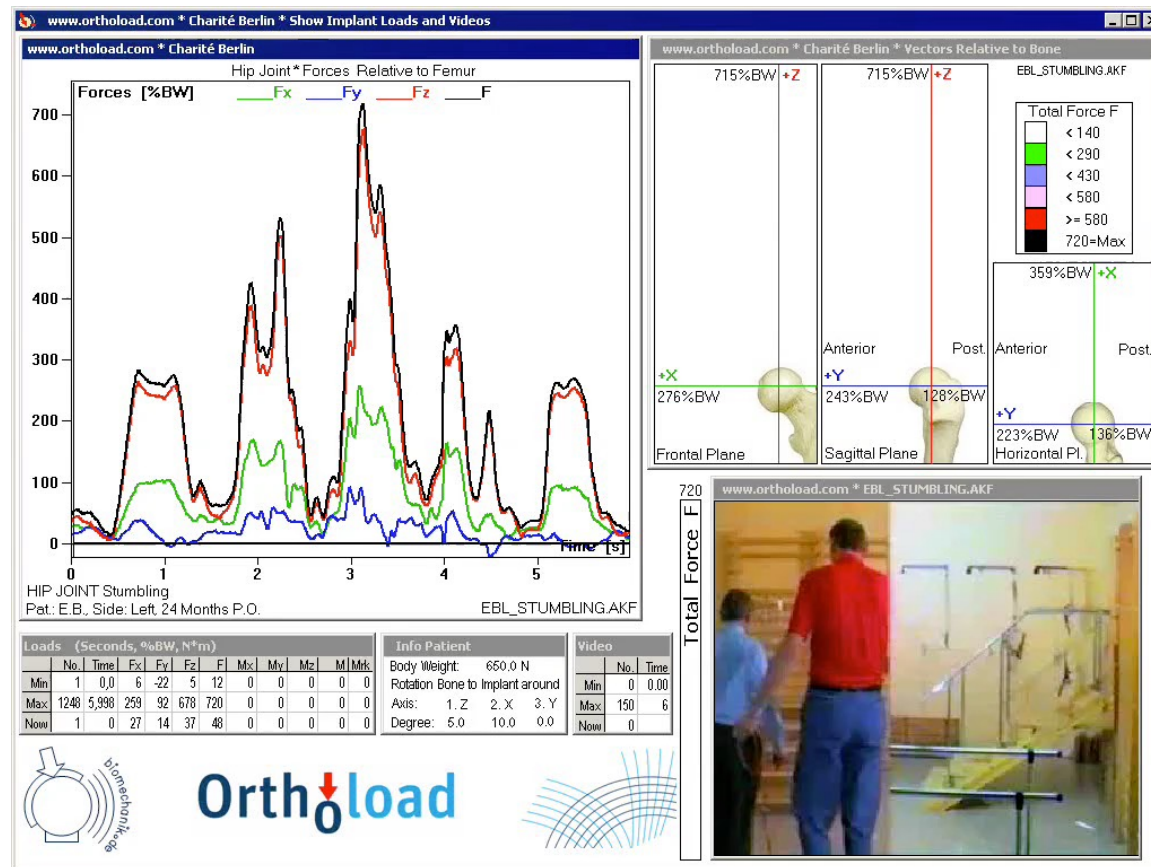 www.orthoload.com * Charité Berlin * Show Implant Loads and Videos
www.orthoload.com * Charité Berlin
Hip Joint * Forces Relative to Femur
Forces [%BW]
Fx Fy Fz F
700
600
500
400
300
200
100
0
Time [s]
0 1 2 3 4 5
HIP JOINT Stumbling
Pat.: E.B., Side: Left, 24 Months P.O.
EBL_STUMBLING.AKF
www.orthoload.com * Charité Berlin * Vectors Relative to Bone
715%BW +Z
+X
276%BW
Frontal Plane
715%BW +Z
Anterior Post.
+Y
243%BW 128%BW
Sagittal Plane
EBL_STUMBLING.AKF
Total Force F
< 140
< 290
< 430
< 580
>= 580
720=Max
359%BW +X
Anterior Post.
+Y
223%BW 136%BW
Horizontal Pl.
Loads (Seconds, %BW, N*m)
No. Time Fx Fy Fz F Mx My Mz M Mrk
Min 1 0,0 6 -22 5 12 0 0 0 0 0
Max 1248 5,998 259 92 678 720 0 0 0 0 0
Now 1 0 27 14 37 48 0 0 0 0 0
Info Patient
Body Weight: 650.0 N
Rotation Bone to Implant around
Axis: 1. Z 2. X 3. Y
Degree: 5.0 10.0 0.0
Video
No. Time
Min 0 0.00
Max 150 6
Now 0
720
Total Force F
www.orthoload.com * EBL_STUMBLING.AKF
biomechanik.de
Orthoload